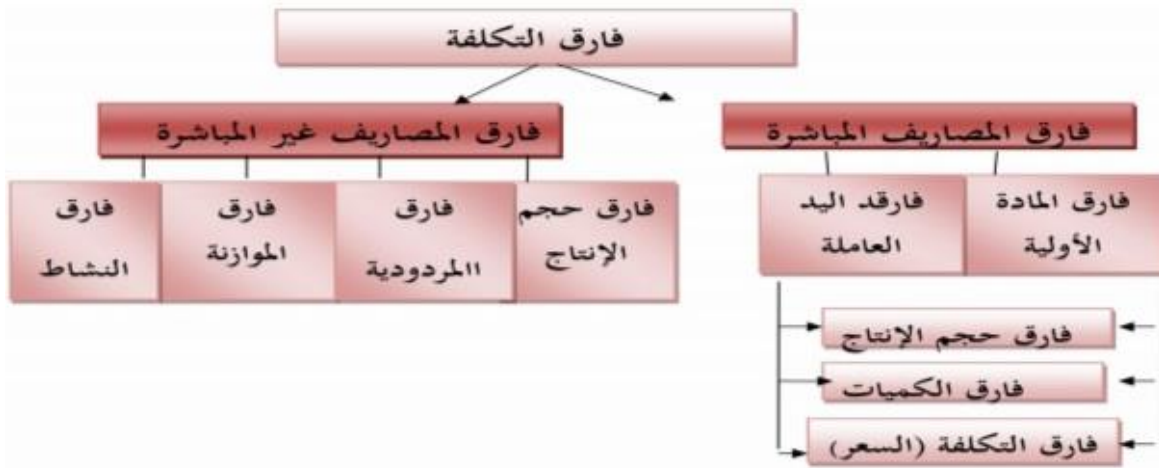 فارق التكلفة
فارق المصاريف المباشرة
فارق المصاريف غير المباشرة
فارق المادة
الأولية
فارقد اليد
العاملة
فارق حجم
الإنتاج
فارق
االمردودية
فارق
الموازنة
فارق
النشاط
فارق حجم الإنتاج
فارق الكميات
فارق التكلفة (السعر)